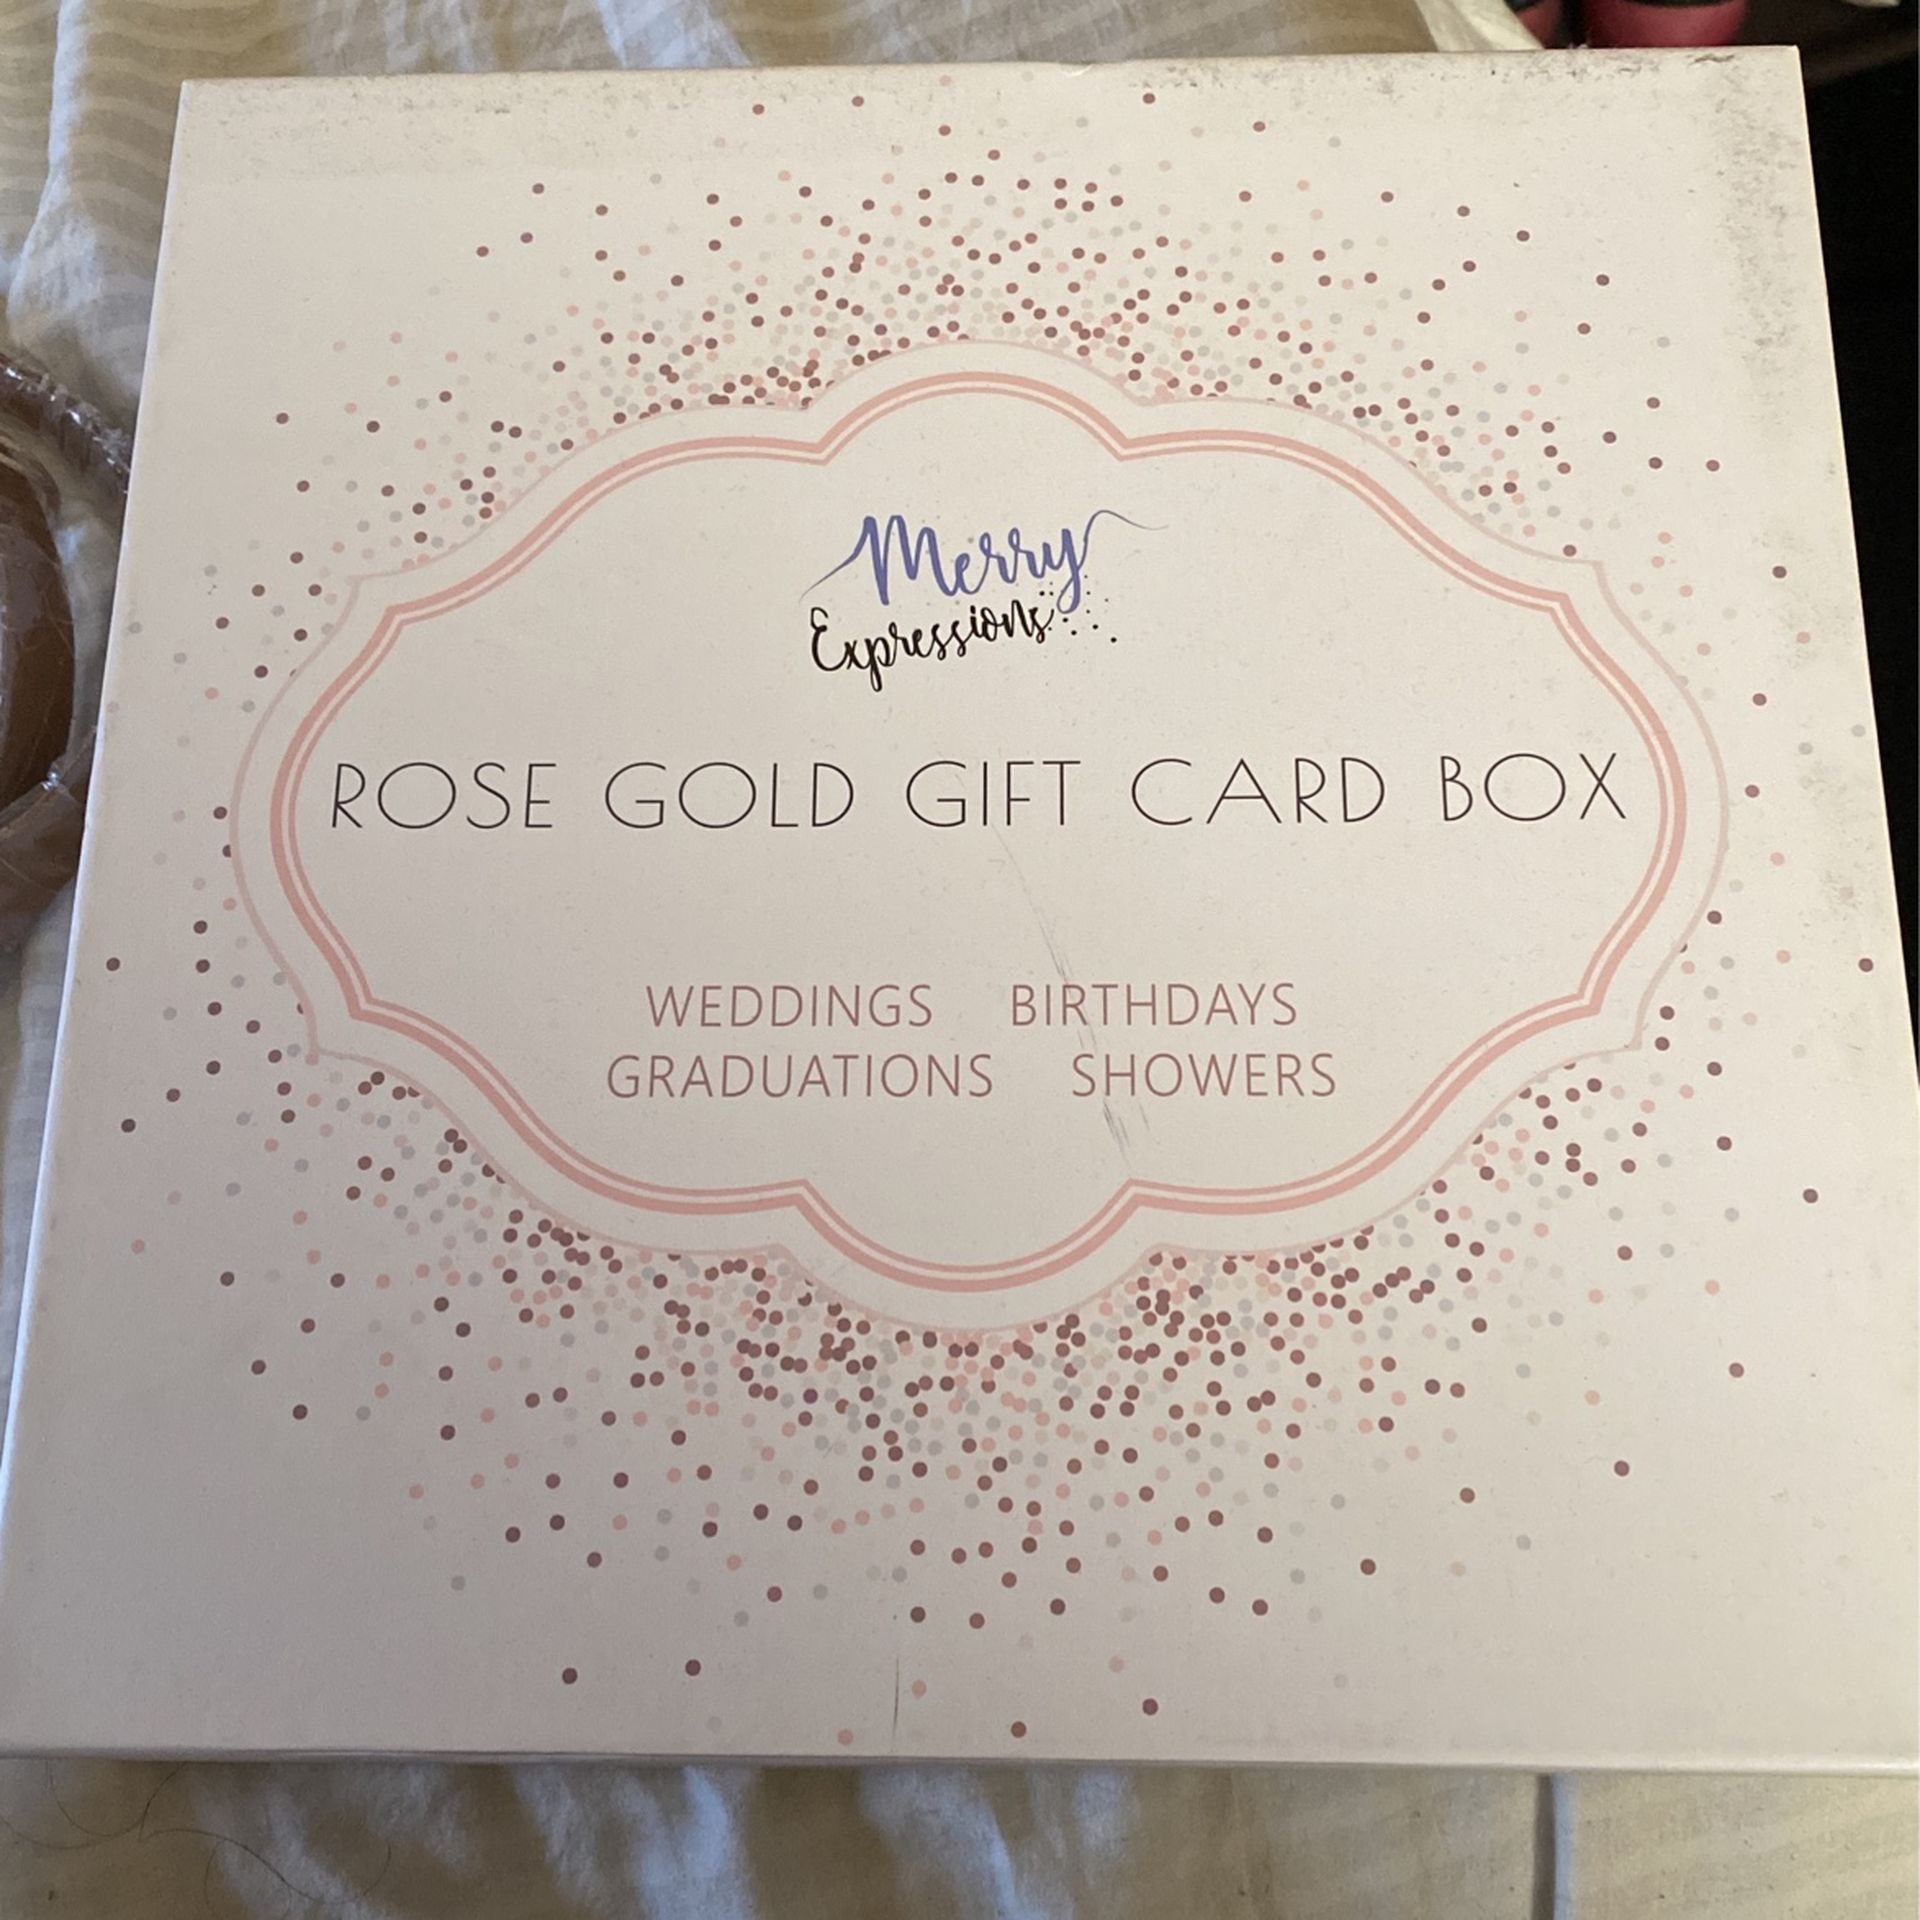 Merry
Expressions
ROSE GOLD GIFT CARD BOX
WEDDINGS BIRTHDAYS
GRADUATIONS SHOWERS